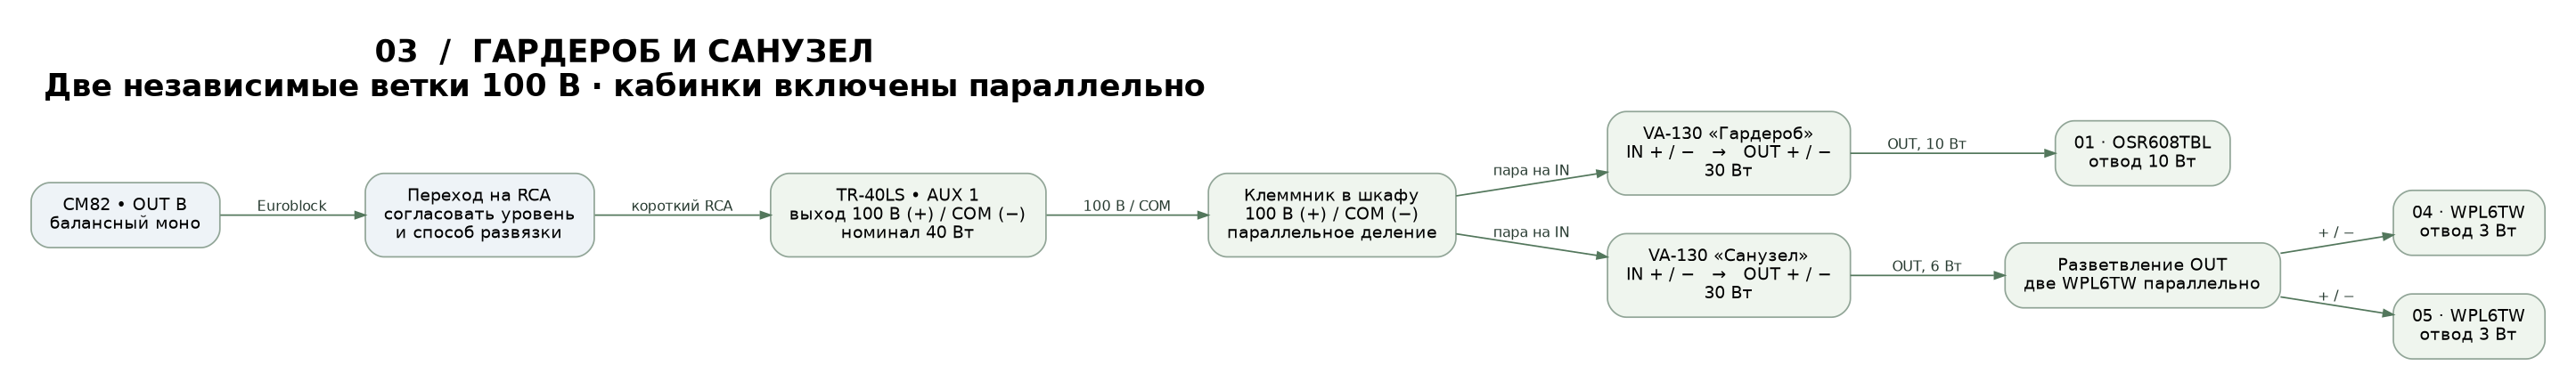 03 / ГАРДЕРОБ И САНУЗЕЛ
Две независимые ветки 100 В · кабинки включены параллельно
CM82 • OUT B
балансный моно
Euroblock
Переход на RCA
согласовать уровень
и способ развязки
короткий RCA
TR-40LS • AUX 1
выход 100 В (+) / COM (−)
номинал 40 Вт
100 В / COM
Клеммник в шкафу
100 В (+) / COM (−)
параллельное деление
пара на IN
пара на IN
VA-130 «Гардероб»
IN + / − → OUT + / −
30 Вт
OUT, 10 Вт
01 · OSR608TBL
отвод 10 Вт
VA-130 «Санузел»
IN + / − → OUT + / −
30 Вт
OUT, 6 Вт
Разветвление OUT
две WPL6TW параллельно
+ / −
+ / −
04 · WPL6TW
отвод 3 Вт
05 · WPL6TW
отвод 3 Вт